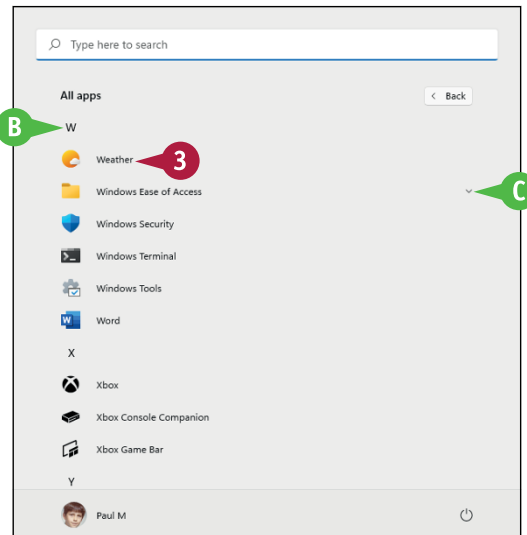 Type here to search
All apps
< Back
B
W
Weather
3
Windows Ease of Access
C
Windows Security
Windows Terminal
Windows Tools
W
Word
X
Xbox
Xbox Console Companion
Xbox Game Bar
Y
Paul M